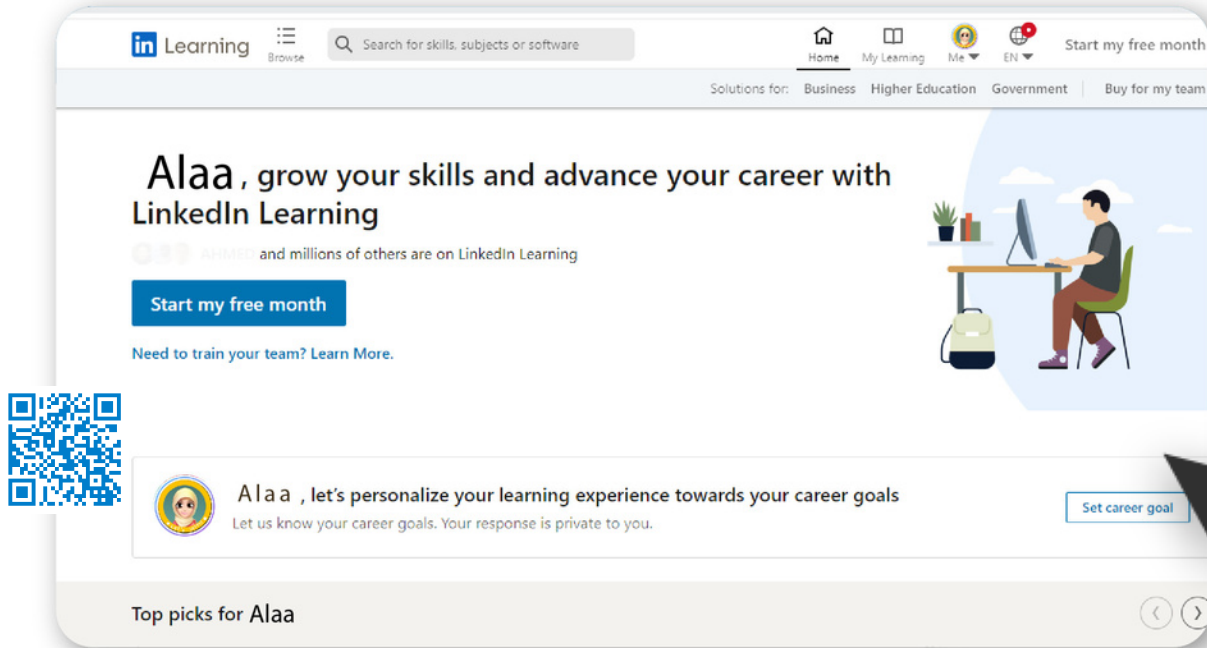 in Learning
Browse
Search for skills, subjects or software
Home
My Learning
Me
EN
Start my free month
Solutions for: Business Higher Education Government Buy for my team
Alaa , grow your skills and advance your career with
LinkedIn Learning
AHMED and millions of others are on LinkedIn Learning
Start my free month
Need to train your team? Learn More.
Alaa , let's personalize your learning experience towards your career goals
Let us know your career goals. Your response is private to you.
Set career goal
Top picks for Alaa